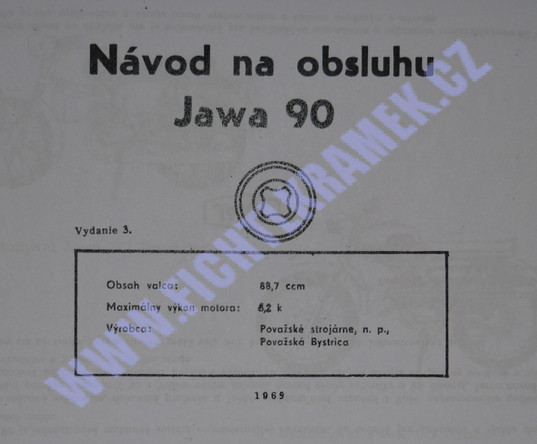 Návod na obsluhu
Jawa 90
Vydanie 3.
Obsah valca: 88,7 ccm
Maximálny výkon motora: 6,2 k
Výrobca: Považské strojárne, n. p.,
Považská Bystrica
1969
WWW.FICHTLKRAMEK.CZ